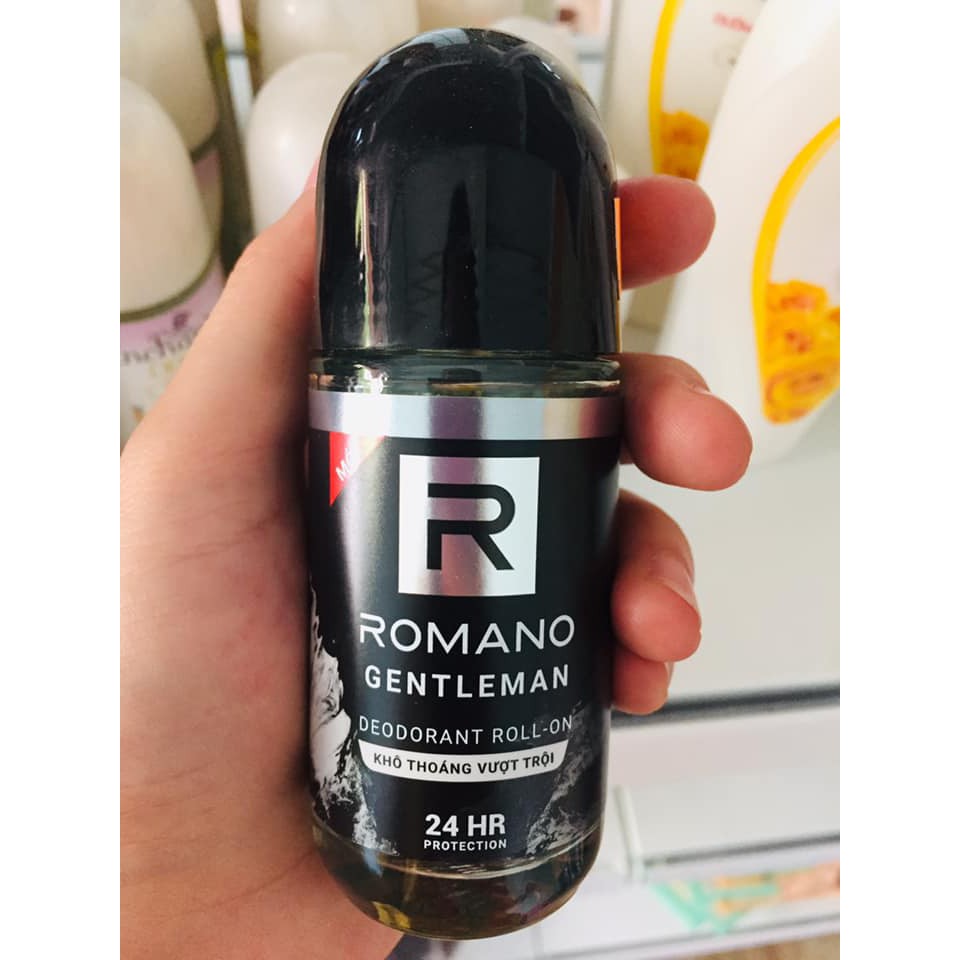 R
ROMANO
GENTLEMAN
DEODORANT ROLL-ON
KHÔ THOÁNG VƯỢT TRỘI
24 HR
PROTECTION